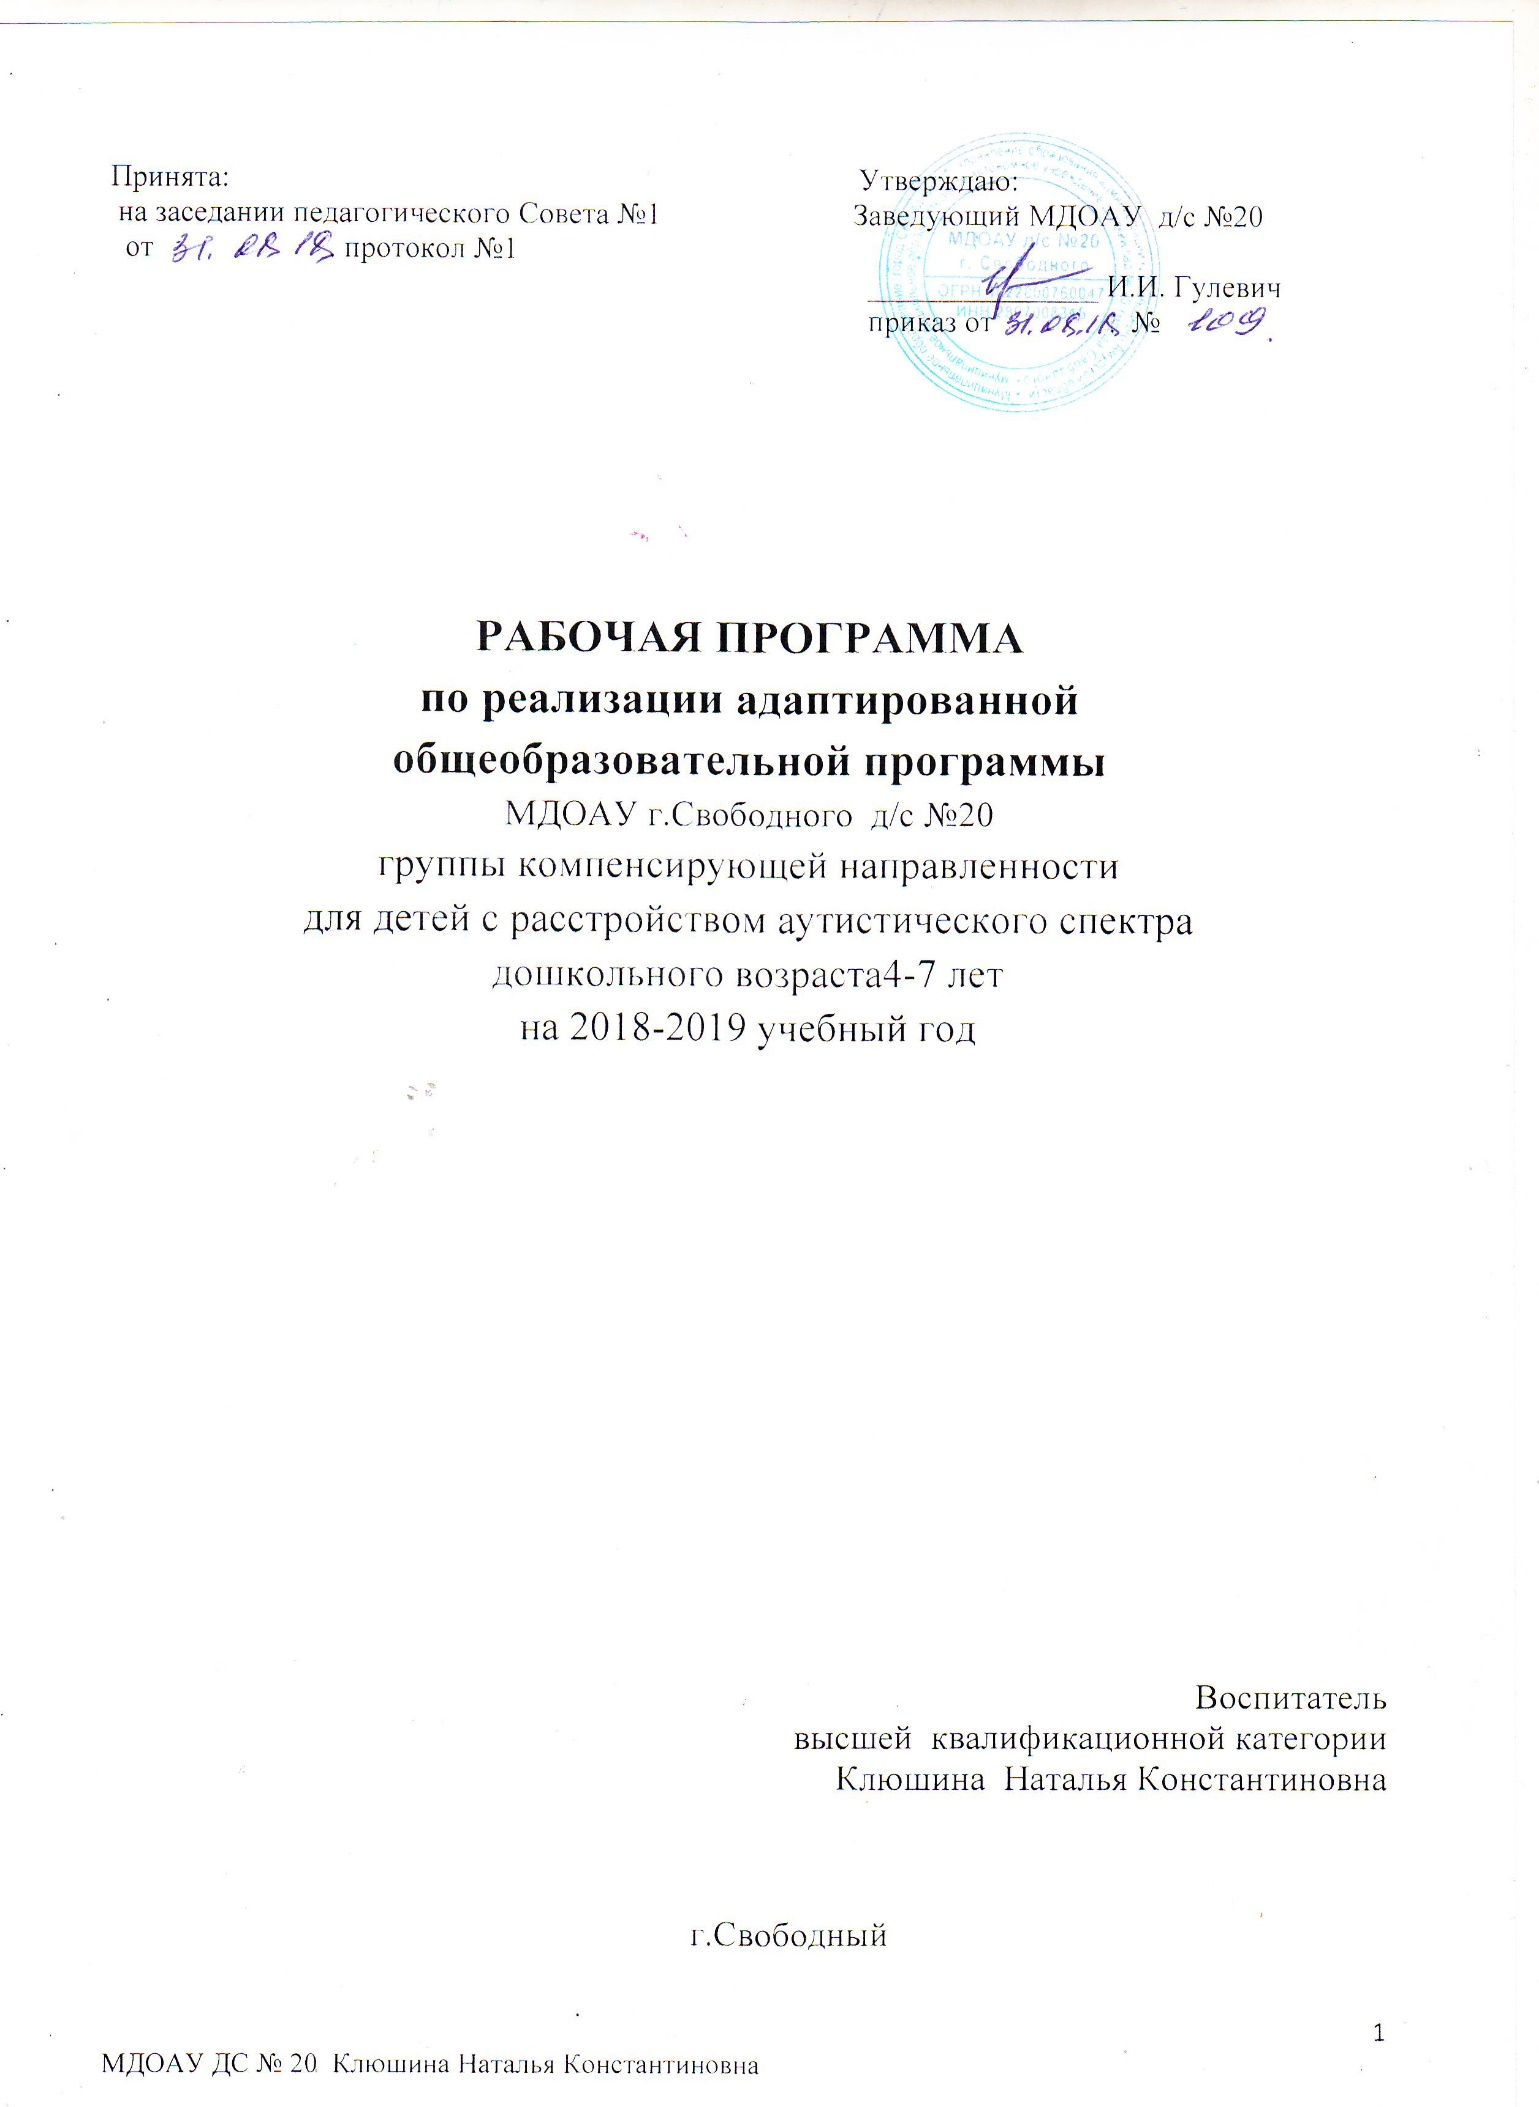 Принята:
на заседании педагогического Совета №1
от 31. 08 18, протокол №1
Утверждаю:
Заведующий МДОАУ д/с №20
МДОАУ д/с №20
г. Свободного
И.И. Гулевич
приказ от 31.08.18 № 109.
РАБОЧАЯ ПРОГРАММА
по реализации адаптированной
общеобразовательной программы
МДОАУ г.Свободного д/с №20
группы компенсирующей направленности
для детей с расстройством аутистического спектра
дошкольного возраста4-7 лет
на 2018-2019 учебный год
Воспитатель
высшей квалификационной категории
Клюшина Наталья Константиновна
г.Свободный
1
МДОАУ ДС № 20 Клюшина Наталья Константиновна